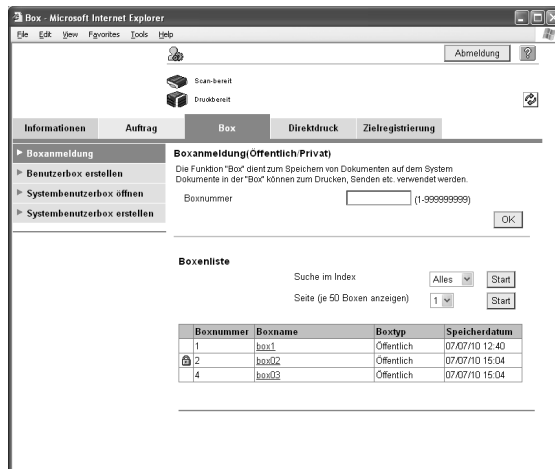 Box - Microsoft Internet Explorer
File Edit View Favorites Tools Help
Abmeldung
Scan-bereit
Druckbereit
Informationen Auftrag Box Direktdruck Zielregistrierung
Boxanmeldung
Benutzerbox erstellen
Systembenutzerbox öffnen
Systembenutzerbox erstellen
Boxanmeldung(Öffentlich/Privat)
Die Funktion "Box" dient zum Speichern von Dokumenten auf dem System
Dokumente in der "Box" können zum Drucken, Senden etc. verwendet werden.
Boxnummer (1-999999999)
OK
Boxenliste
Suche im Index Alles Start
Seite (je 50 Boxen anzeigen) 1 Start
Boxnummer Boxname Boxtyp Speicherdatum
1 box1 Öffentlich 07/07/10 12:40
2 box02 Öffentlich 07/07/10 15:04
4 box03 Öffentlich 07/07/10 15:04